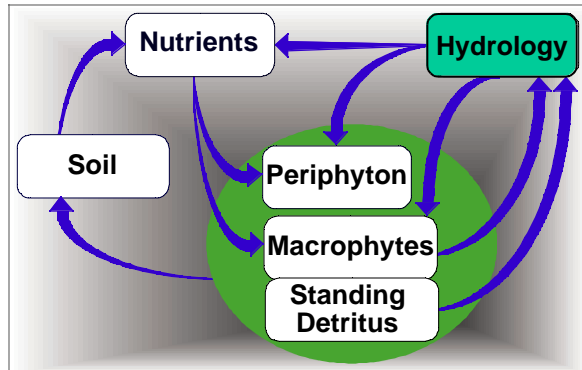 Nutrients
Hydrology
Soil
Periphyton
Macrophytes
Standing
Detritus